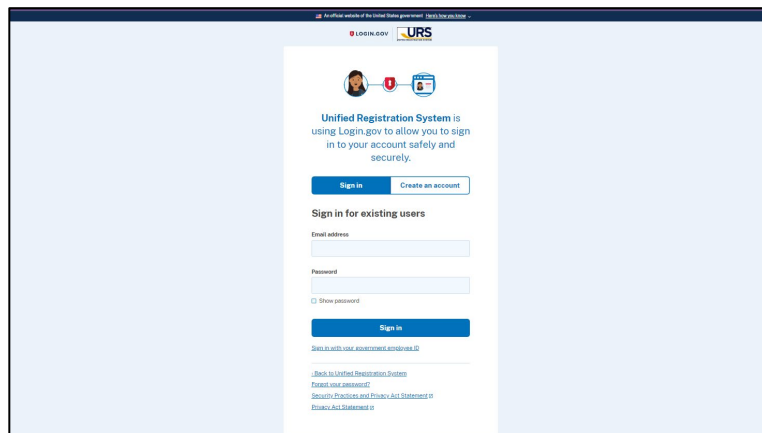 An official website of the United States government Here's how you know
LOGIN.GOV URS
Unified Registration System is
using Login.gov to allow you to sign
in to your account safely and
securely.
Sign in Create an account
Sign in for existing users
Email address
Password
Show password
Sign in
Sign in with your government employee ID
‹ Back to Unified Registration System
Forgot your password?
Security Practices and Privacy Act Statement
Privacy Act Statement